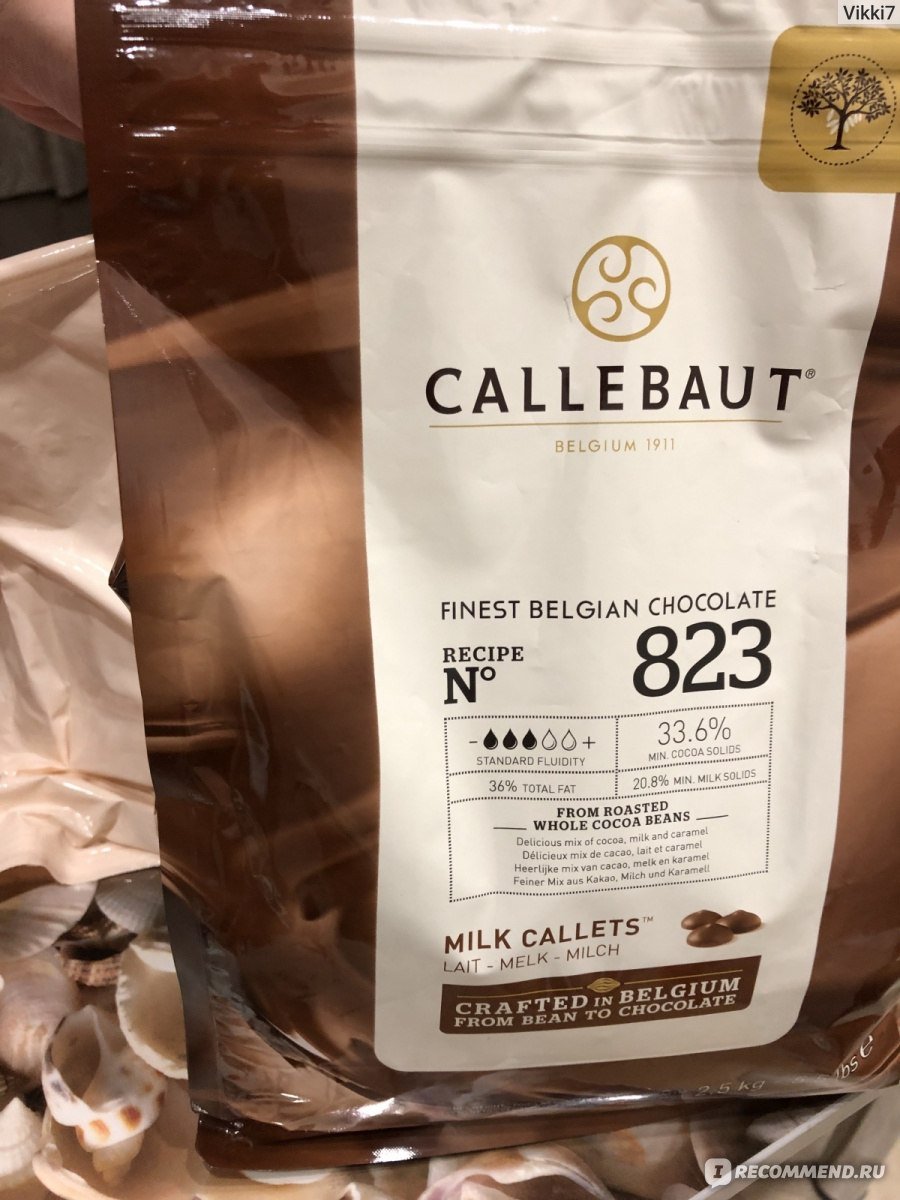 Vikki7
CALLEBAUT®
BELGIUM 1911
FINEST BELGIAN CHOCOLATE
RECIPE
N° 823
- +
STANDARD FLUIDITY
33.6%
MIN. COCOA SOLIDS
36% TOTAL FAT
20.8% MIN. MILK SOLIDS
FROM ROASTED
WHOLE COCOA BEANS
Delicious mix of cocoa, milk and caramel
Délicieux mix de cacao, lait et caramel
Heerlijke mix van cacao, melk en karamel
Feiner Mix aus Kakao, Milch und Karamell
MILK CALLETS™
LAIT - MELK - MILCH
CRAFTED IN BELGIUM
FROM BEAN TO CHOCOLATE
2.5 kg
lbs e
I RECOMMEND.RU